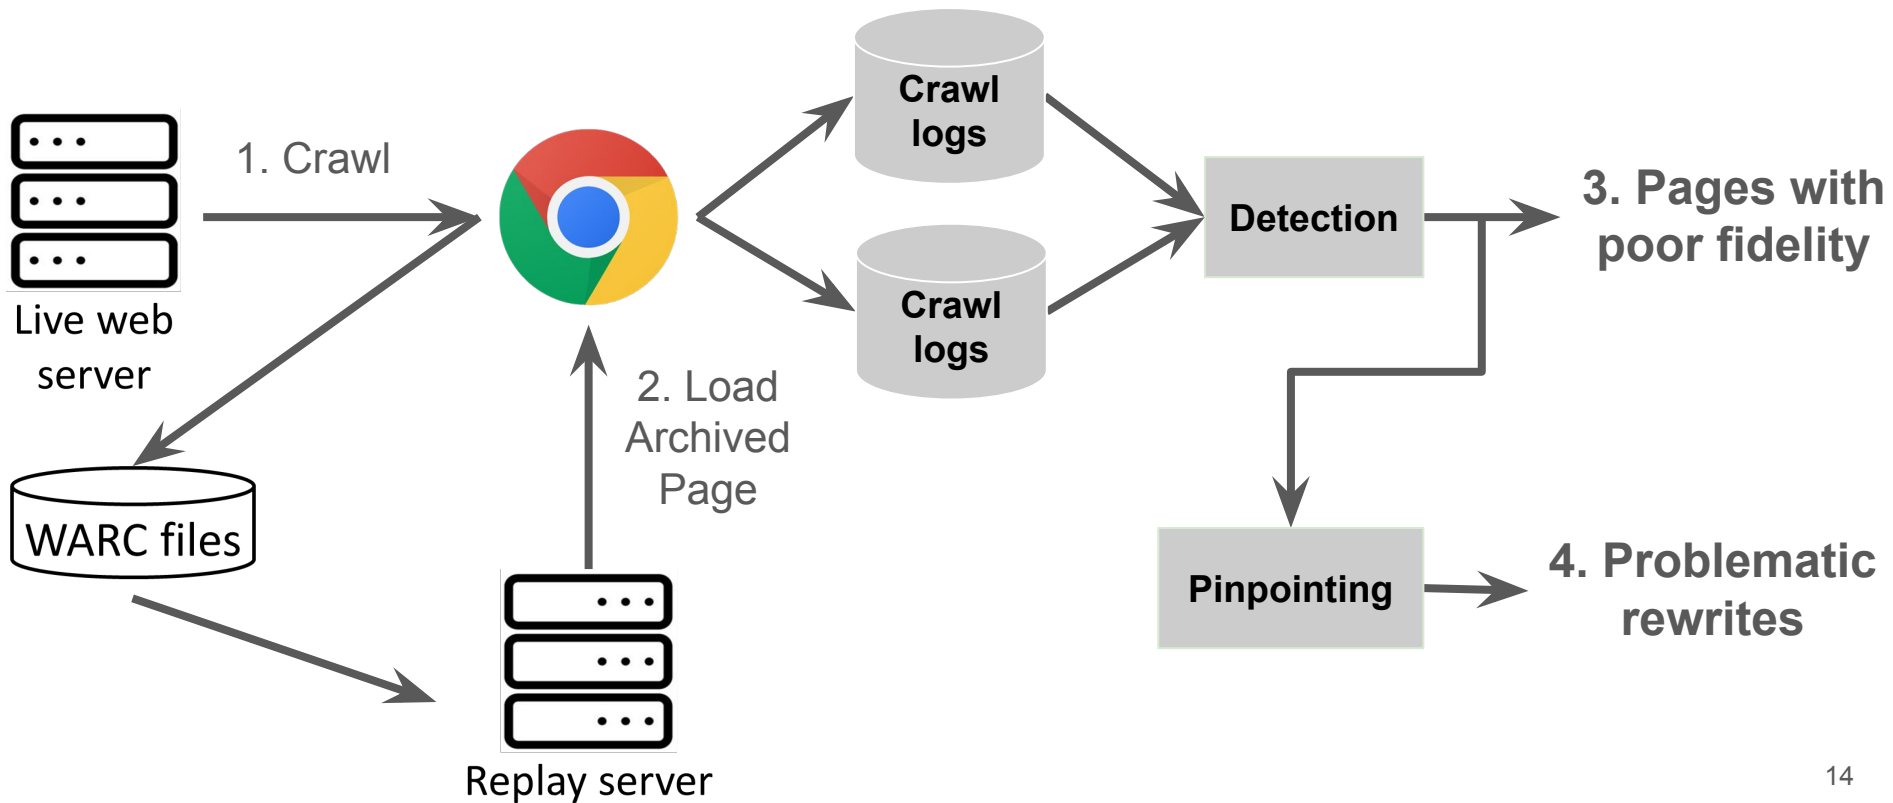 Live web
server
1. Crawl
WARC files
Replay server
2. Load
Archived
Page
Crawl
logs
Crawl
logs
Detection
3. Pages with
poor fidelity
Pinpointing
4. Problematic
rewrites
14